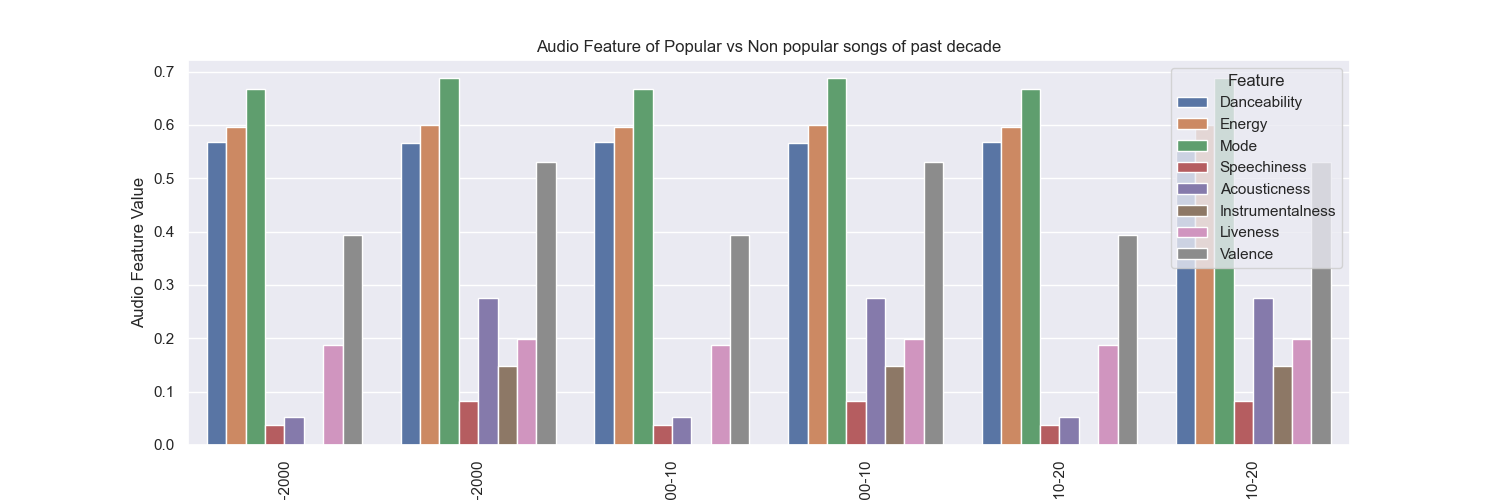 Audio Feature of Popular vs Non popular songs of past decade
Audio Feature Value
0.7
0.6
0.5
0.4
0.3
0.2
0.1
0.0
Feature
Danceability
Energy
Mode
Speechiness
Acousticness
Instrumentalness
Liveness
Valence
-2000
-2000
00-10
00-10
10-20
10-20